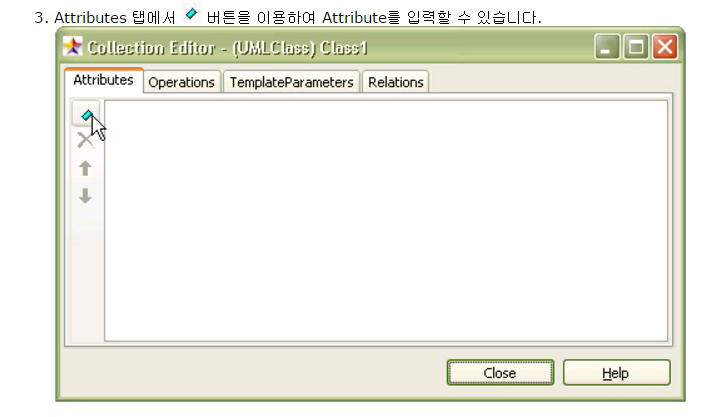 3. Attributes 탭에서 버튼을 이용하여 Attribute를 입력할 수 있습니다.
Collection Editor - (UMLClass) Class1
Attributes Operations TemplateParameters Relations
Close Help